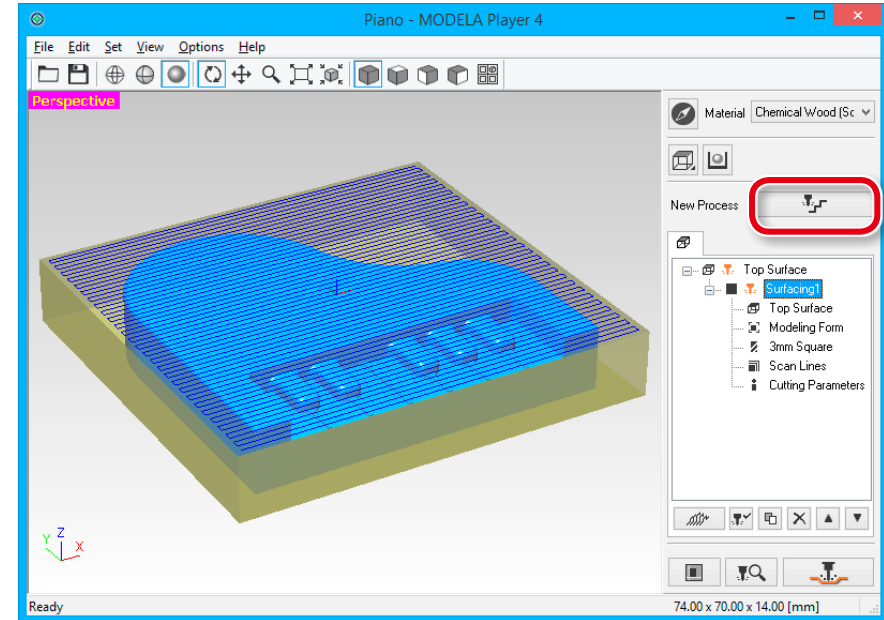 Piano - MODELA Player 4
File Edit Set View Options Help
Perspective
Material Chemical Wood (Sc
New Process
Top Surface
Surfacing1
Top Surface
Modeling Form
3mm Square
Scan Lines
Cutting Parameters
Z
Y
X
Ready 74.00 x 70.00 x 14.00 [mm]